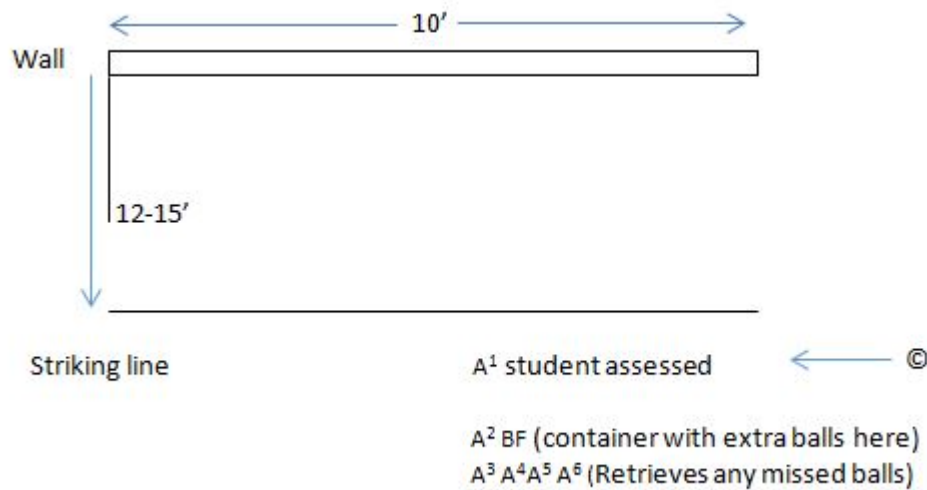 10’
Wall
12-15’
Striking line
A¹ student assessed
©
A² BF (container with extra balls here)
A³ A⁴A⁵ A⁶ (Retrieves any missed balls)